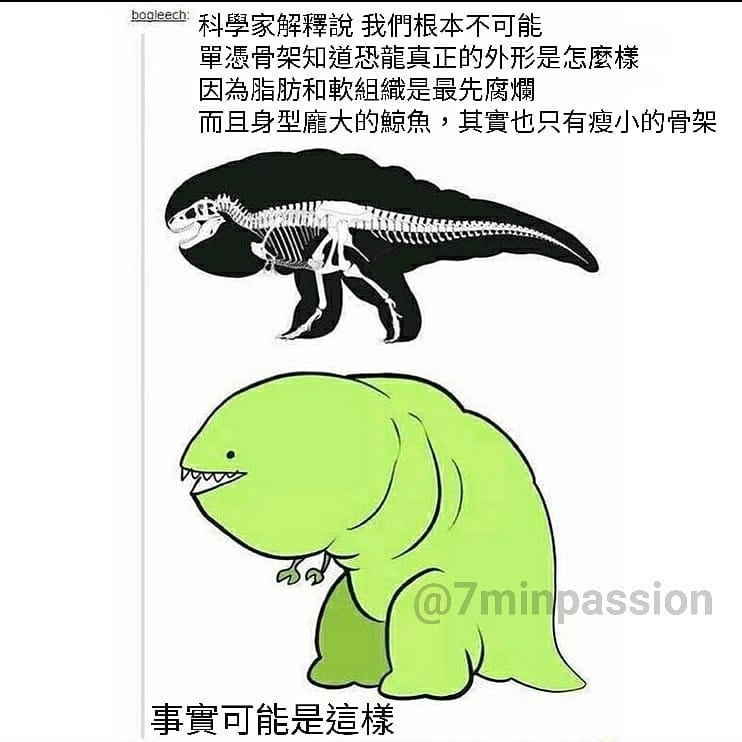 bogleech:
科學家解釋說 我們根本不可能
單憑骨架知道恐龍真正的外形是怎麼樣
因為脂肪和軟組織是最先腐爛
而且身型龐大的鯨魚，其實也只有瘦小的骨架
@7minpassion
事實可能是這樣